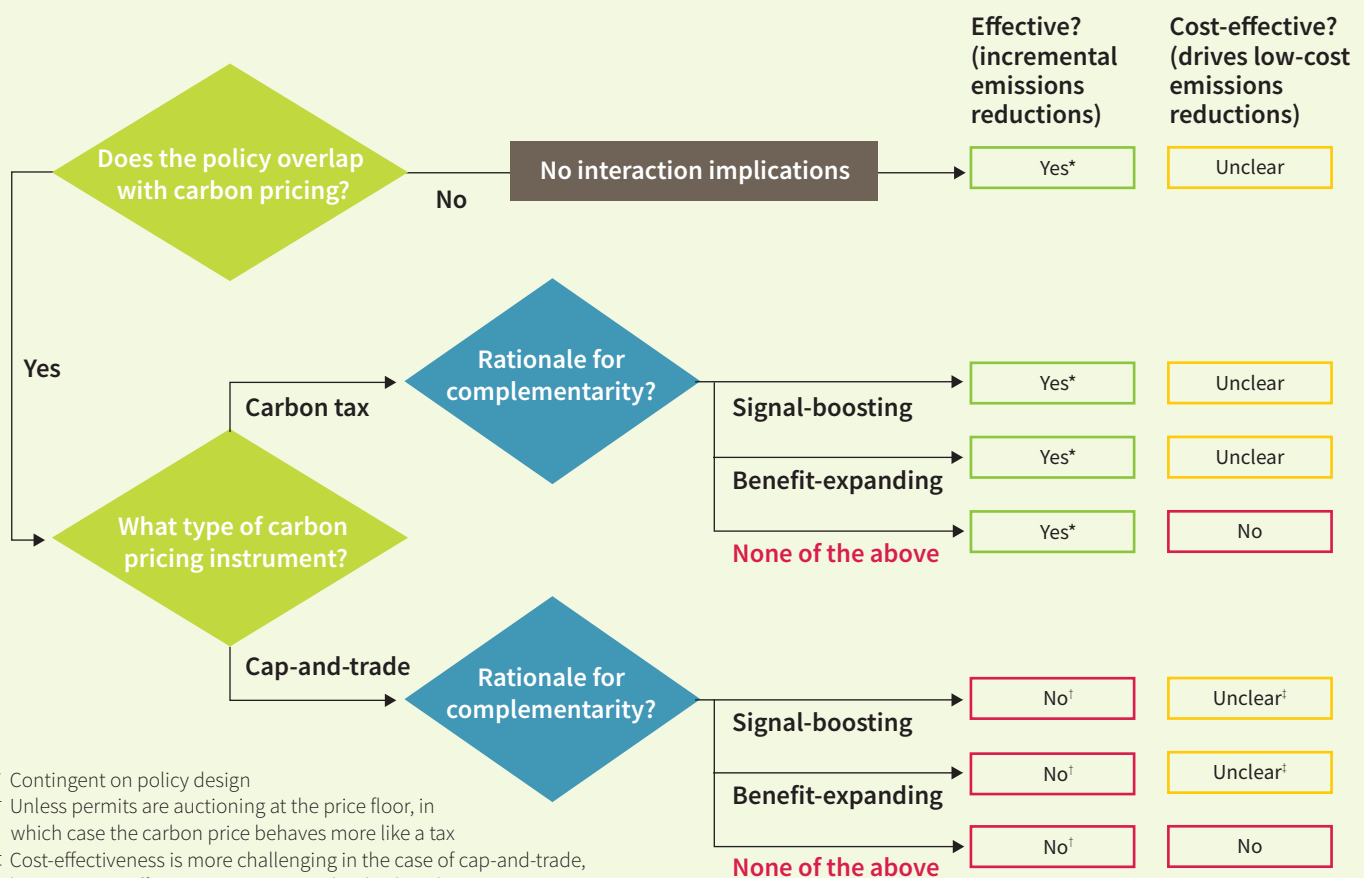 Effective?
(incremental
emissions
reductions)
Cost-effective?
(drives low-cost
emissions
reductions)
Does the policy overlap
with carbon pricing?
No
No interaction implications
Yes*
Unclear
Yes
Carbon tax
Rationale for
complementarity?
Signal-boosting
Yes*
Unclear
Benefit-expanding
Yes*
Unclear
None of the above
Yes*
No
What type of carbon
pricing instrument?
Cap-and-trade
Rationale for
complementarity?
Signal-boosting
No†
Unclear‡
Benefit-expanding
No†
Unclear‡
None of the above
No†
No
Contingent on policy design
Unless permits are auctioning at the price floor, in
which case the carbon price behaves more like a tax
Cost-effectiveness is more challenging in the case of cap-and-trade,